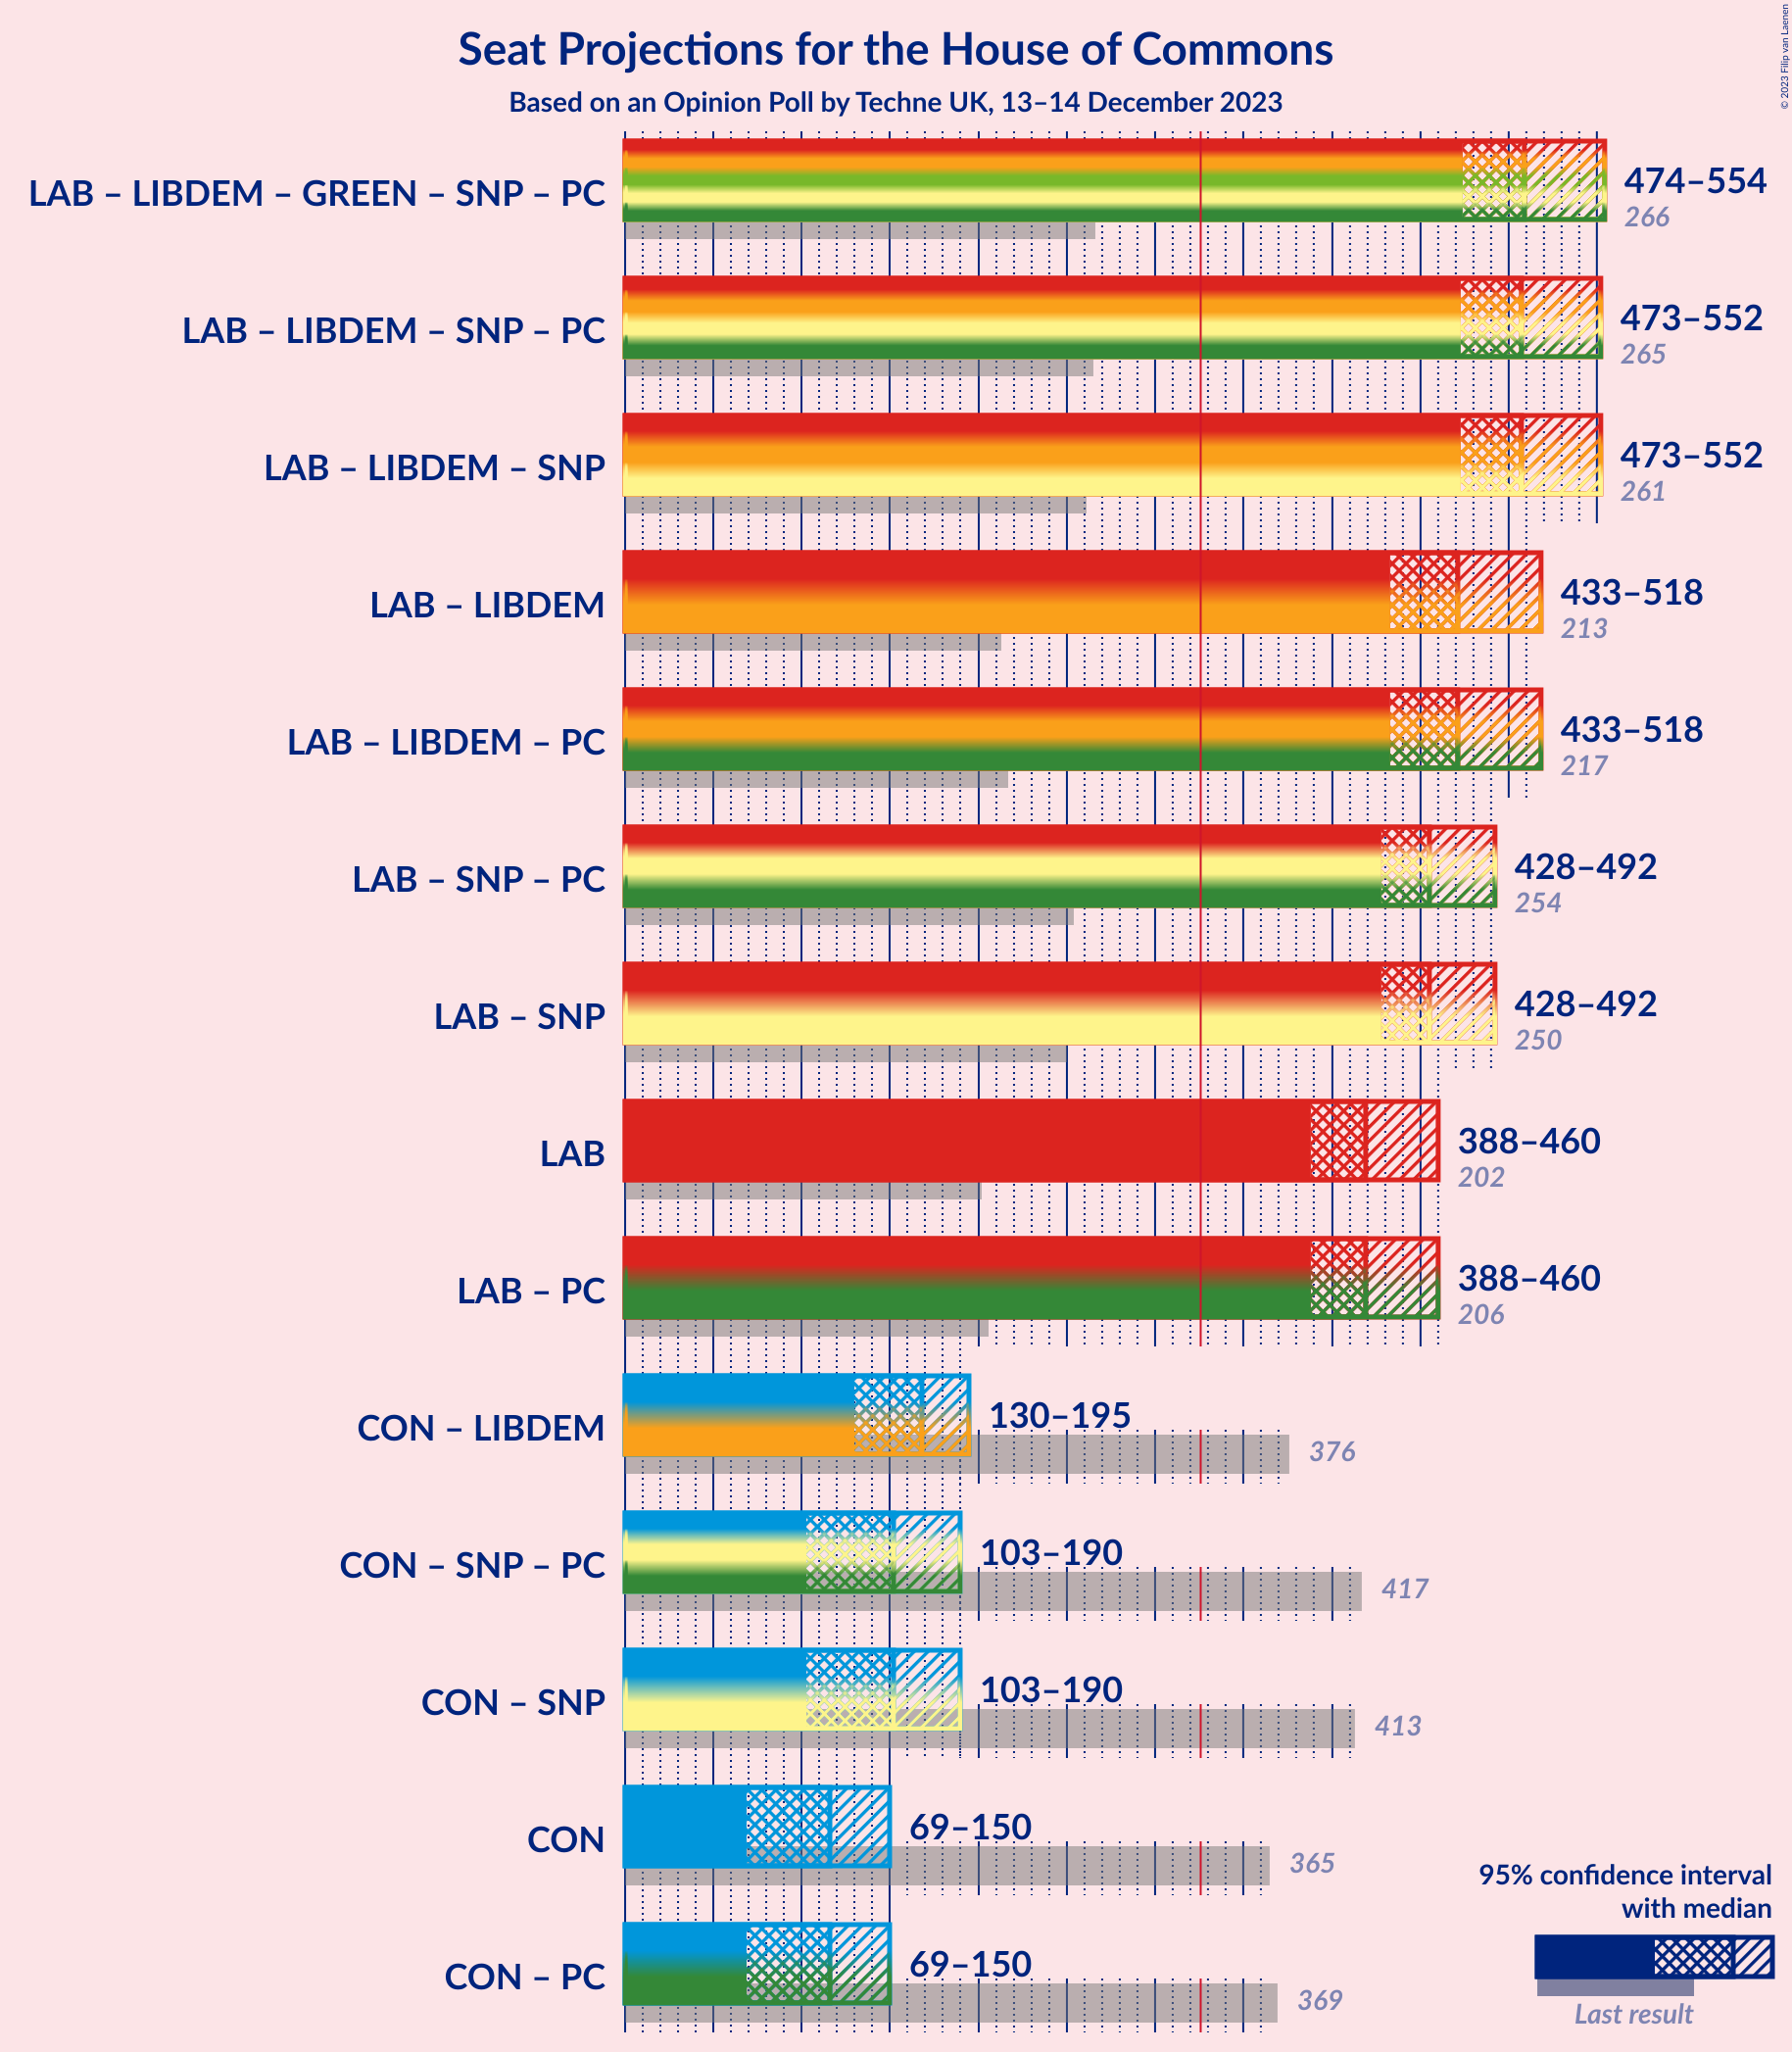 Seat Projections for the House of Commons
Based on an Opinion Poll by Techne UK, 13–14 December 2023
© 2023 Filip van Laenen
LAB – LIBDEM – GREEN – SNP – PC
474–554
266
LAB – LIBDEM – SNP – PC
473–552
265
LAB – LIBDEM – SNP
473–552
261
LAB – LIBDEM
433–518
213
LAB – LIBDEM – PC
433–518
217
LAB – SNP – PC
428–492
254
LAB – SNP
428–492
250
LAB
388–460
202
LAB – PC
388–460
206
CON – LIBDEM
130–195
376
CON – SNP – PC
103–190
417
CON – SNP
103–190
413
CON
69–150
365
CON – PC
69–150
369
95% confidence interval
with median
Last result